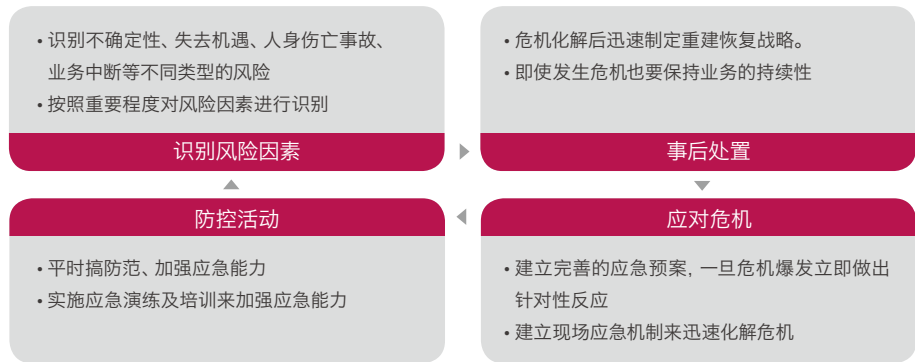 • 识别不确定性、失去机遇、人身伤亡事故、
业务中断等不同类型的风险
• 按照重要程度对风险因素进行识别
识别风险因素
• 危机化解后迅速制定重建恢复战略。
• 即使发生危机也要保持业务的持续性
事后处置
防控活动
• 平时搞防范、加强应急能力
• 实施应急演练及培训来加强应急能力
应对危机
• 建立完善的应急预案, 一旦危机爆发立即做出
针对性反应
• 建立现场应急机制来迅速化解危机